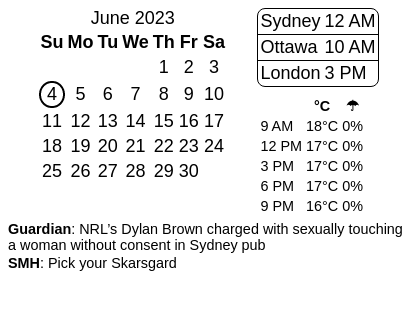 June 2023
Su Mo Tu We Th Fr Sa
1 2 3
4 5 6 7 8 9 10
11 12 13 14 15 16 17
18 19 20 21 22 23 24
25 26 27 28 29 30
Sydney 12 AM
Ottawa 10 AM
London 3 PM
°C ☂
9 AM 18°C 0%
12 PM 17°C 0%
3 PM 17°C 0%
6 PM 17°C 0%
9 PM 16°C 0%
Guardian: NRL’s Dylan Brown charged with sexually touching
a woman without consent in Sydney pub
SMH: Pick your Skarsgard